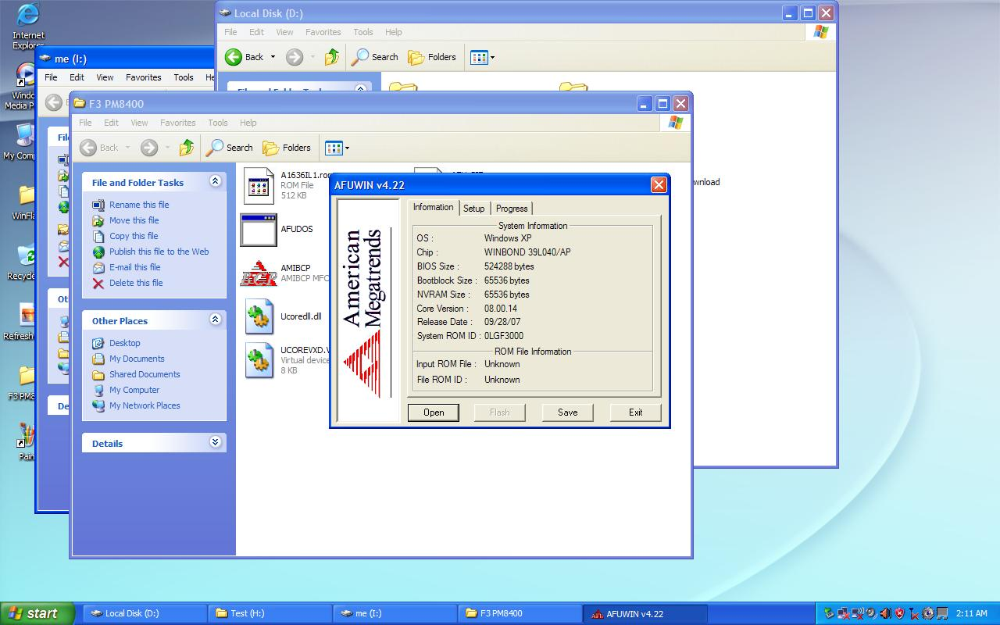 Internet
Explorer
Windo
Media P
My Comp
WinFla
Recycle
Refresh
F3 PM8
Pain
Local Disk (D:)
File Edit View Favorites Tools Help
Back Search Folders
me (I:)
File Edit View Favorites Tools He
Fil
Ot
De
F3 PM8400
File Edit View Favorites Tools Help
Back Search Folders
File and Folder Tasks
Rename this file
Move this file
Copy this file
Publish this file to the Web
E-mail this file
Delete this file
Other Places
Desktop
My Documents
Shared Documents
My Computer
My Network Places
Details
A1636IL1.rom
ROM File
512 KB
AFUDOS
AMIBCP
AMIBCP MFC
Ucoredll.dll
UCOREVXD.V
Virtual device
8 KB
wnload
AFUWIN v4.22
American
Megatrends
Information Setup Progress
System Information
OS : Windows XP
Chip : WINBOND 39L040/AP
BIOS Size : 524288 bytes
Bootblock Size : 65536 bytes
NVRAM Size : 65536 bytes
Core Version : 08.00.14
Release Date : 09/28/07
System ROM ID : 0LGF3000
ROM File Information
Input ROM File : Unknown
File ROM ID : Unknown
Open Flash Save Exit
start Local Disk (D:) Test (H:) me (I:) F3 PM8400 AFUWIN v4.22 2:11 AM